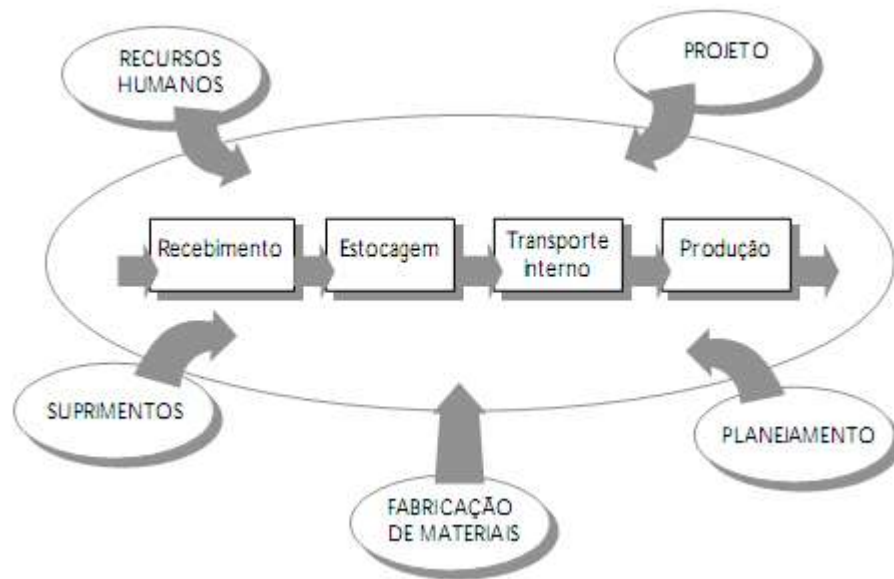 RECURSOS
HUMANOS
PROJETO
Recebimento
Estocagem
Transporte
interno
Produção
SUPRIMENTOS
PLANEJAMENTO
FABRICAÇÃO
DE MATERIAIS